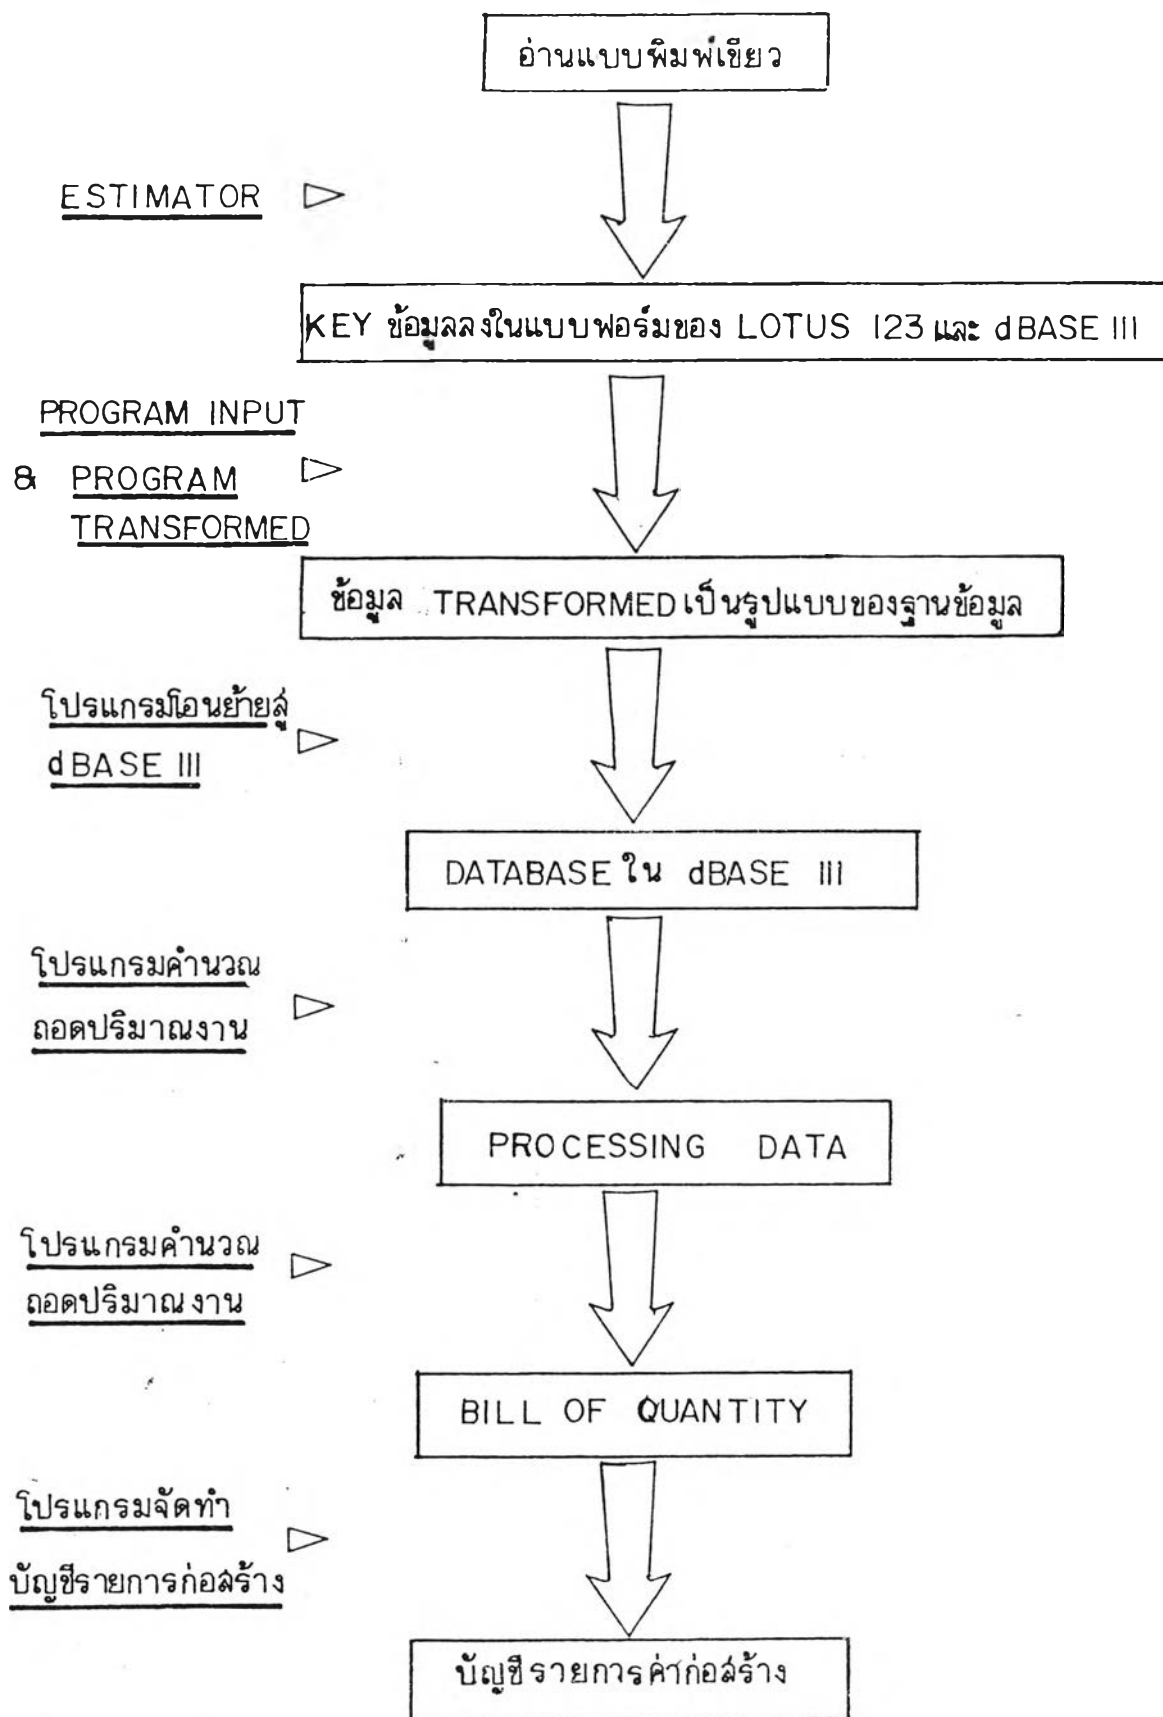 อ่านแบบพิมพ์เขียว
ESTIMATOR
KEY ข้อมูลลงในแบบฟอร์มของ LOTUS 123 และ dBASE III
PROGRAM INPUT
& PROGRAM
TRANSFORMED
ข้อมูล TRANSFORMED เป็นรูปแบบของฐานข้อมูล
โปรแกรมโอนย้ายสู่
dBASE III
DATABASE ใน dBASE III
โปรแกรมคำนวณ
ถอดปริมาณงาน
PROCESSING DATA
โปรแกรมคำนวณ
ถอดปริมาณงาน
BILL OF QUANTITY
โปรแกรมจัดทำ
บัญชีรายการก่อสร้าง
บัญชีรายการค่าก่อสร้าง